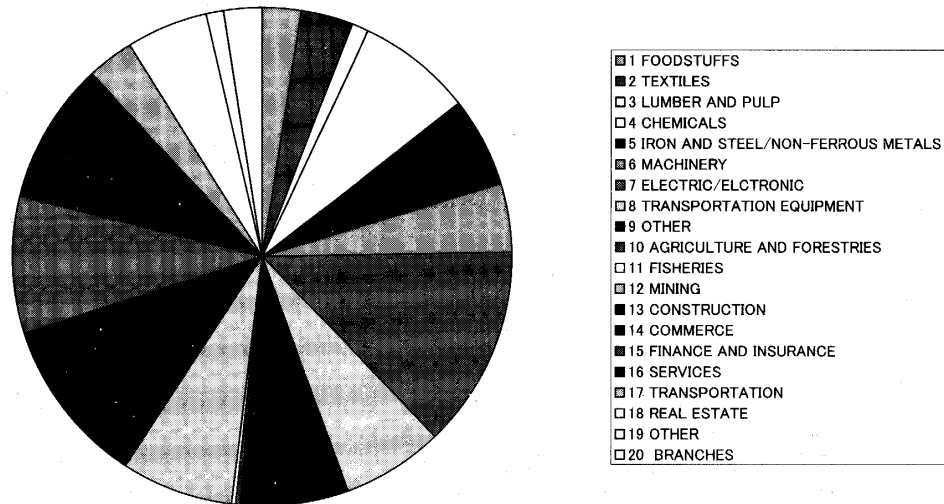 1 FOODSTUFFS
2 TEXTILES
3 LUMBER AND PULP
4 CHEMICALS
5 IRON AND STEEL/NON-FERROUS METALS
6 MACHINERY
7 ELECTRIC/ELCTRONIC
8 TRANSPORTATION EQUIPMENT
9 OTHER
10 AGRICULTURE AND FORESTRIES
11 FISHERIES
12 MINING
13 CONSTRUCTION
14 COMMERCE
15 FINANCE AND INSURANCE
16 SERVICES
17 TRANSPORTATION
18 REAL ESTATE
19 OTHER
20 BRANCHES